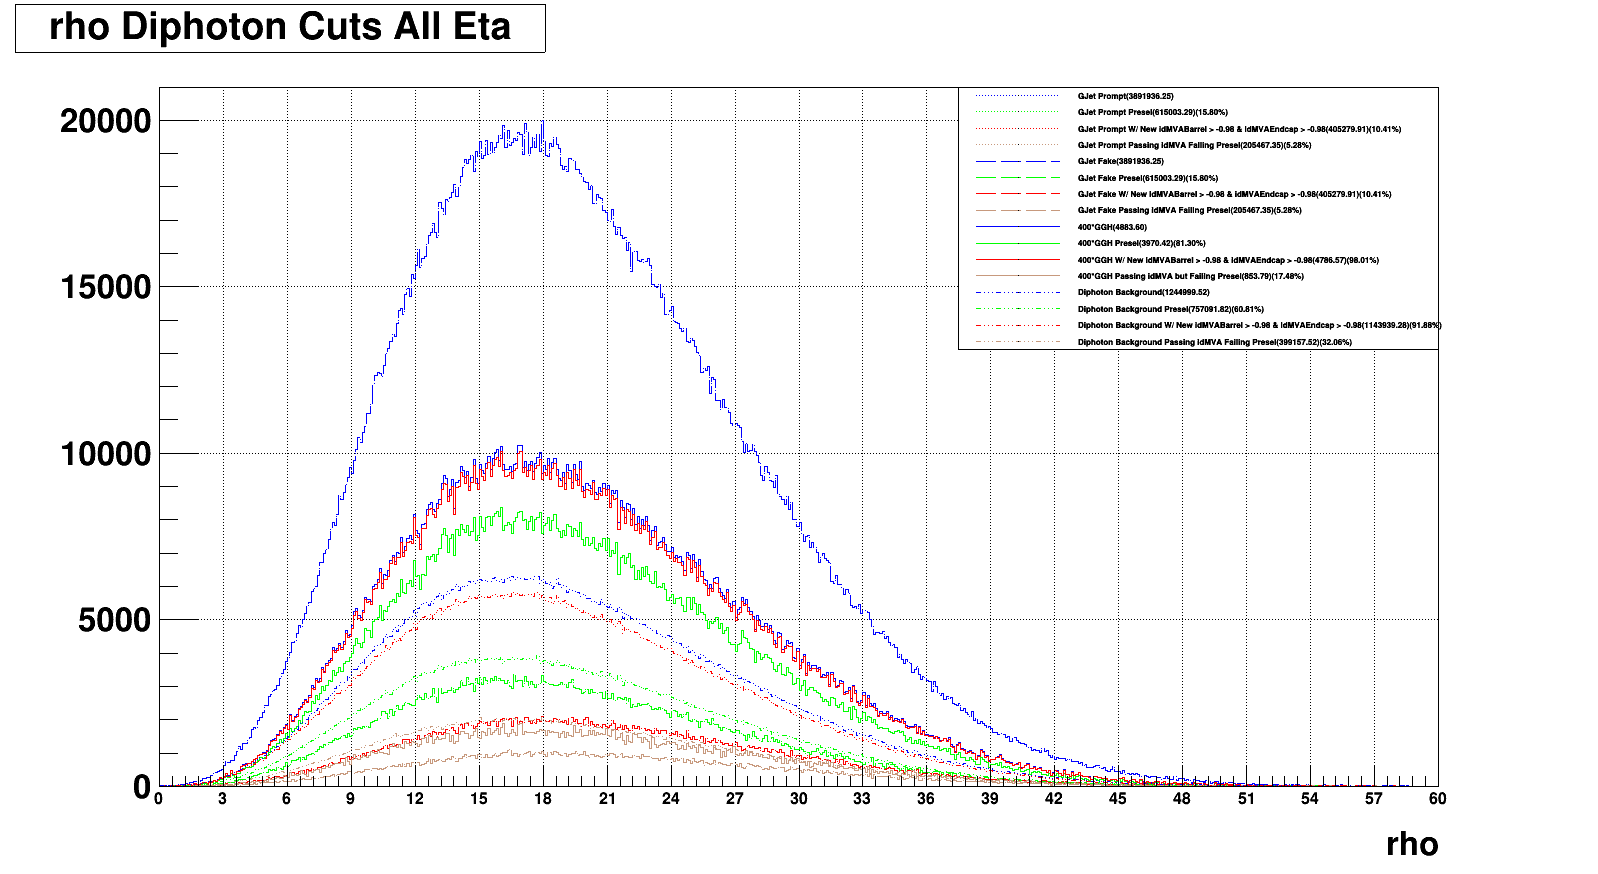 rho Diphoton Cuts All Eta
GJet Prompt(3891936.25)
GJet Prompt Presel(615003.29)(15.80%)
GJet Prompt W/ New idMVABarrel > -0.98 & idMVAEndcap > -0.98(405279.91)(10.41%)
GJet Prompt Passing idMVA Failing Presel(205467.35)(5.28%)
GJet Fake(3891936.25)
GJet Fake Presel(615003.29)(15.80%)
GJet Fake W/ New idMVABarrel > -0.98 & idMVAEndcap > -0.98(405279.91)(10.41%)
GJet Fake Passing idMVA Failing Presel(205467.35)(5.28%)
400*GGH(4883.60)
400*GGH Presel(3970.42)(81.30%)
400*GGH W/ New idMVABarrel > -0.98 & idMVAEndcap > -0.98(4786.57)(98.01%)
400*GGH Passing idMVA but Failing Presel(853.79)(17.48%)
Diphoton Background(1244999.52)
Diphoton Background Presel(757091.82)(60.81%)
Diphoton Background W/ New idMVABarrel > -0.98 & idMVAEndcap > -0.98(1143939.28)(91.88%)
Diphoton Background Passing idMVA Failing Presel(399157.52)(32.06%)
20000
15000
10000
5000
0
0 3 6 9 12 15 18 21 24 27 30 33 36 39 42 45 48 51 54 57 60
rho